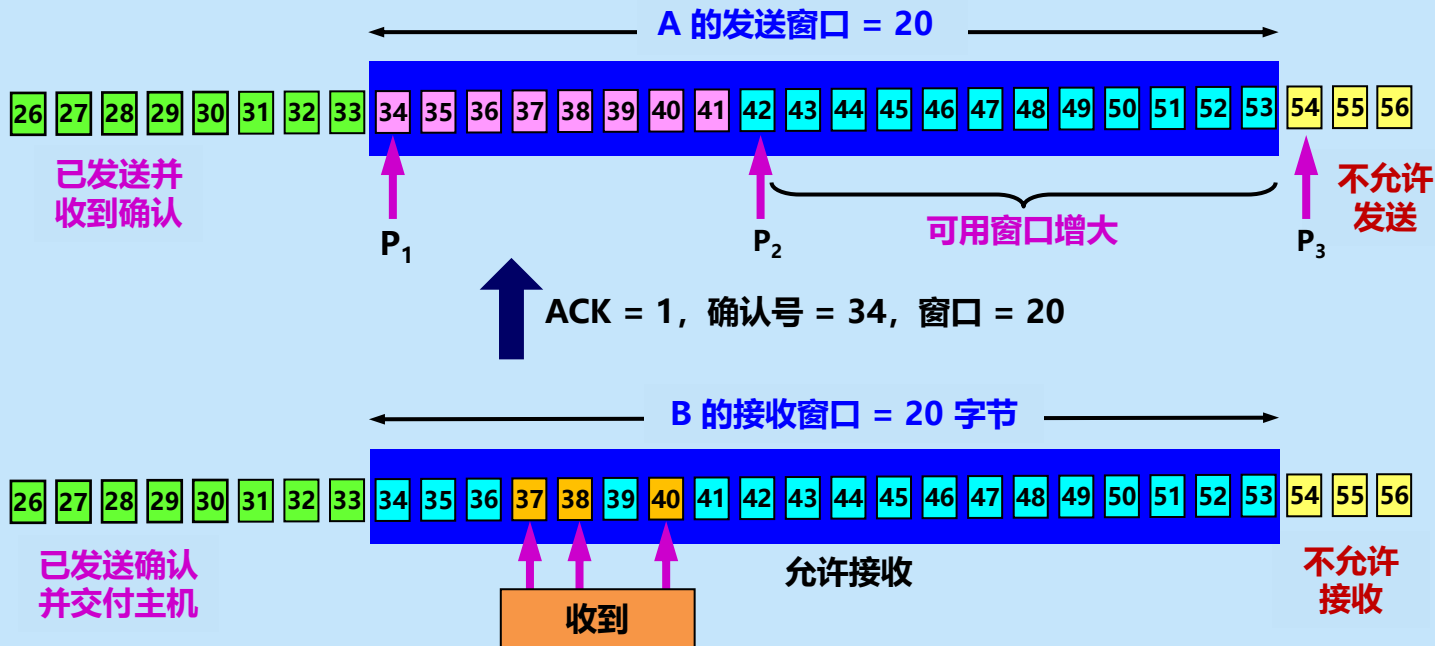 A 的发送窗口 = 20
26 27 28 29 30 31 32 33 34 35 36 37 38 39 40 41 42 43 44 45 46 47 48 49 50 51 52 53 54 55 56
已发送并
收到确认
不允许
发送
可用窗口增大
P1
P2
P3
ACK = 1，确认号 = 34，窗口 = 20
B 的接收窗口 = 20 字节
26 27 28 29 30 31 32 33 34 35 36 37 38 39 40 41 42 43 44 45 46 47 48 49 50 51 52 53 54 55 56
已发送确认
并交付主机
允许接收
不允许
接收
收到